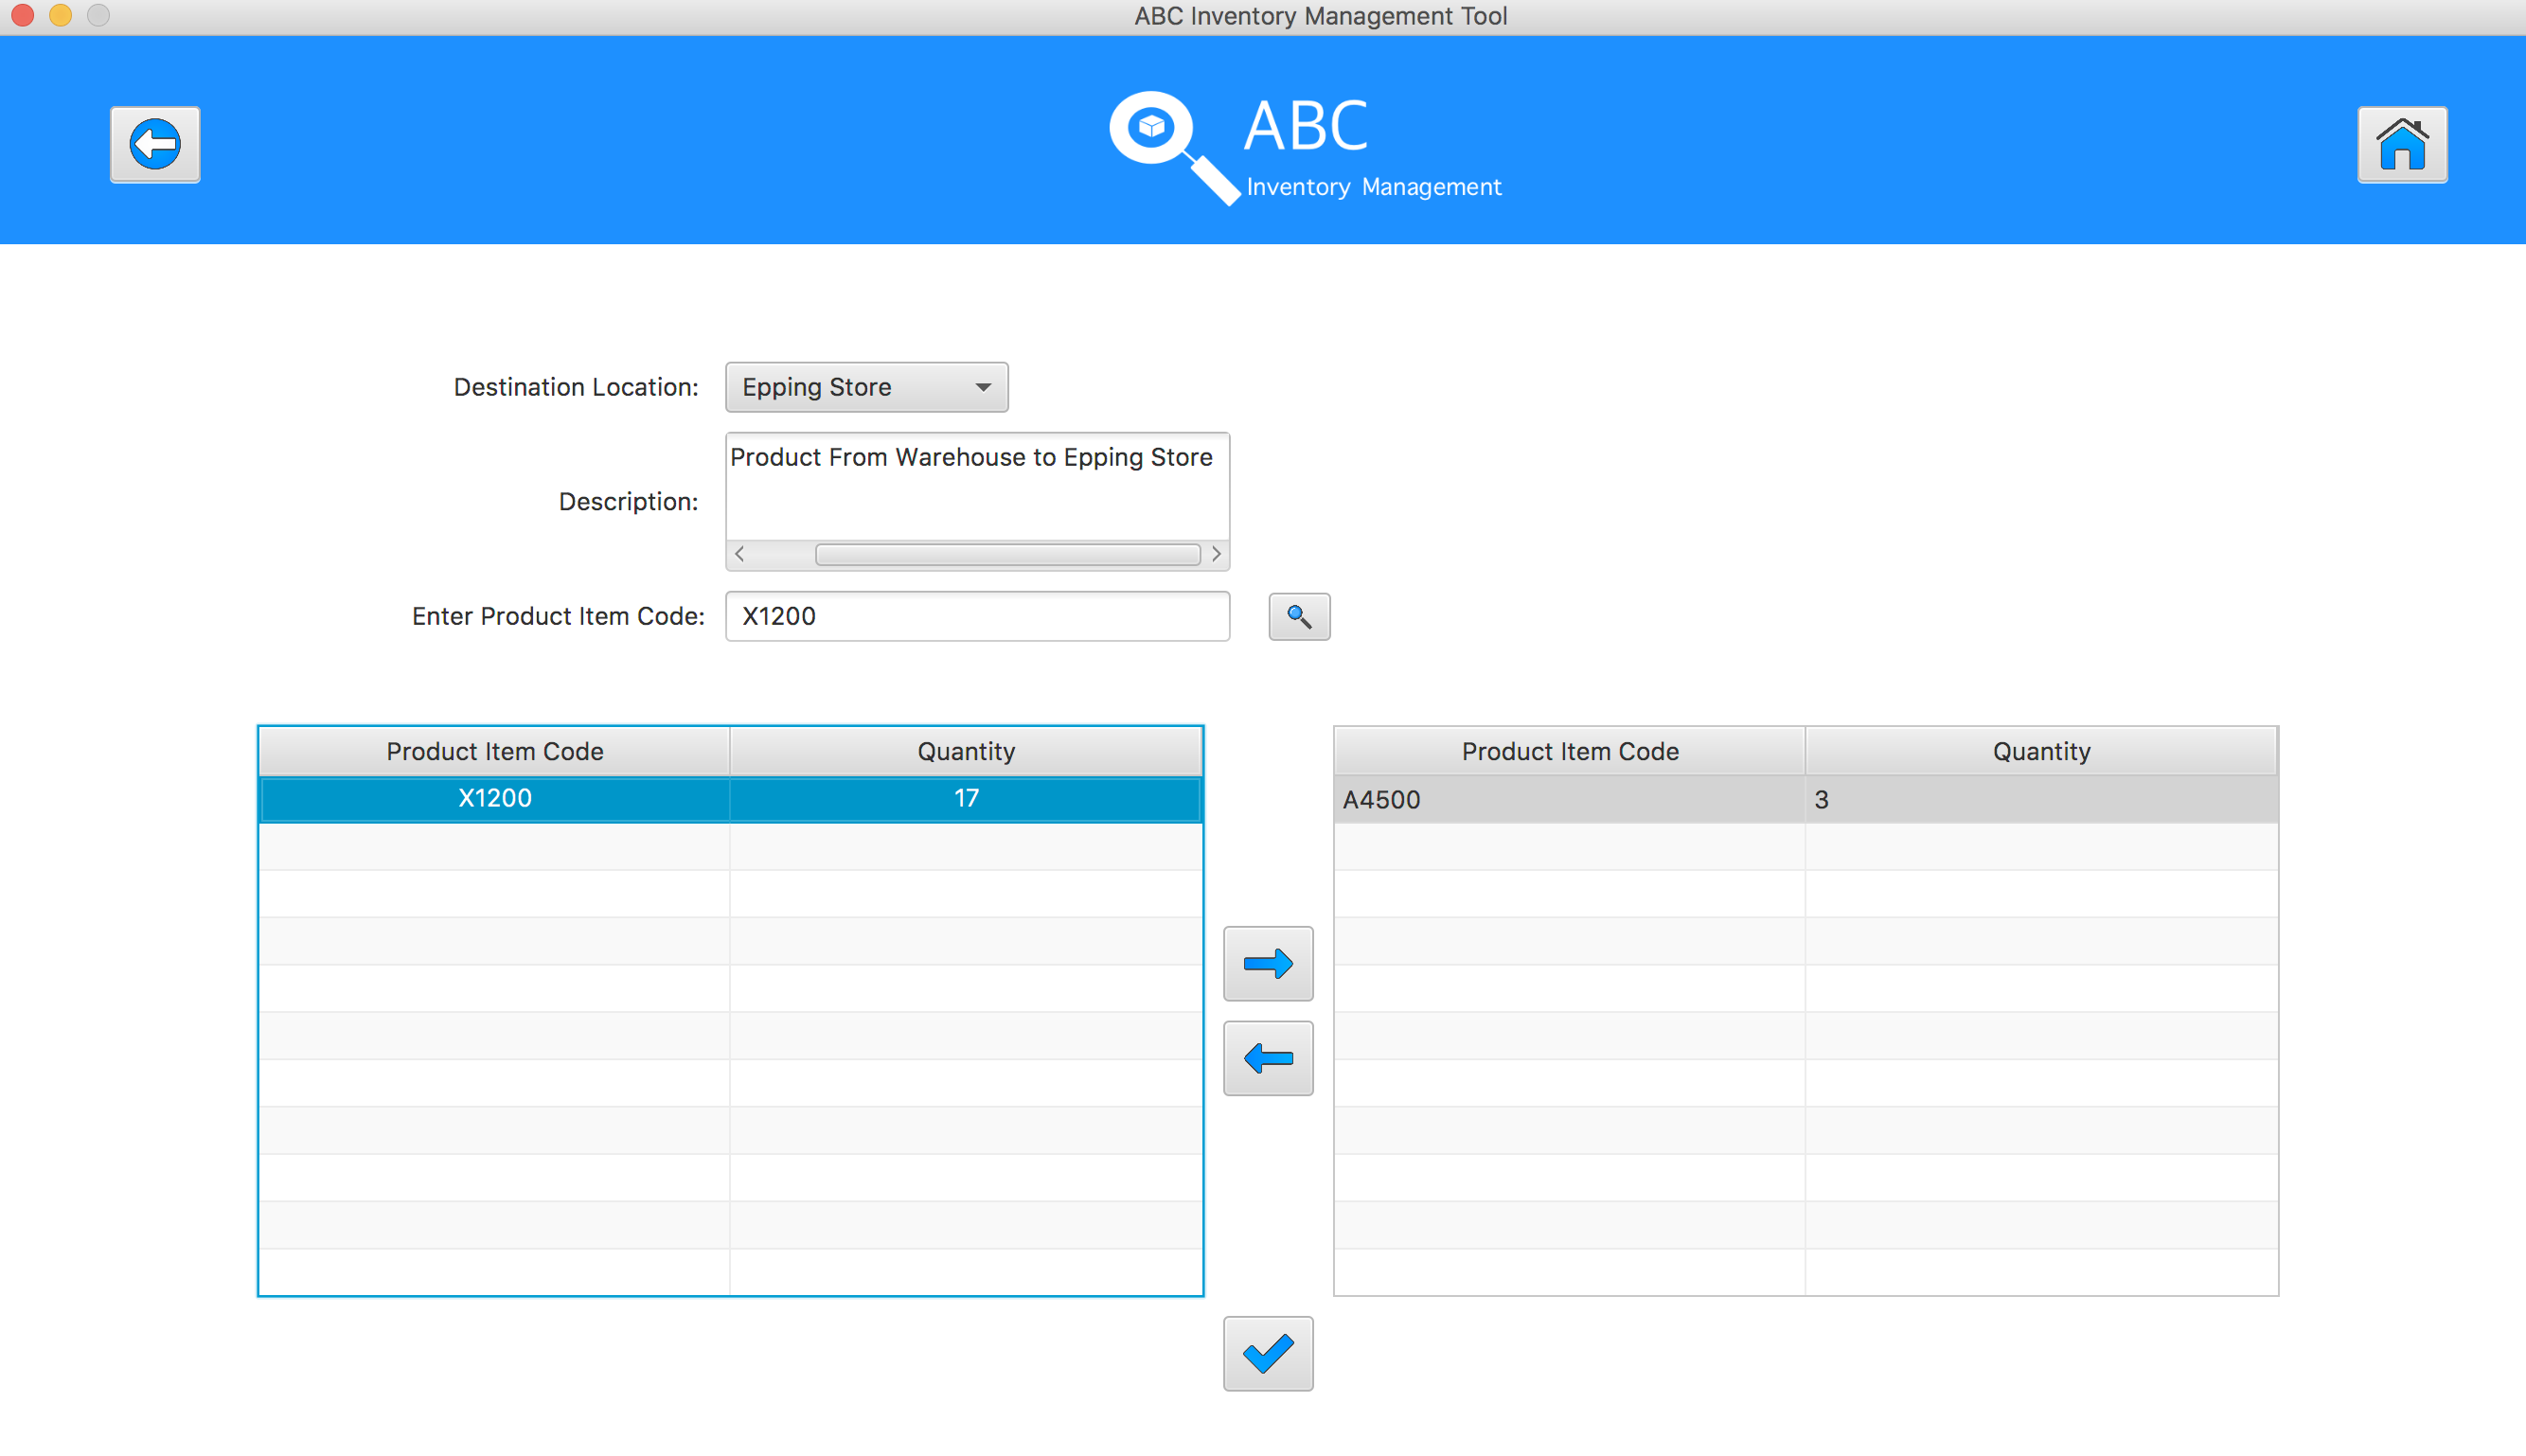 ABC Inventory Management Tool
ABC
Inventory Management
Destination Location: Epping Store
Product From Warehouse to Epping Store
Description:
Enter Product Item Code: X1200
Product Item Code Quantity
X1200 17
Product Item Code Quantity
A4500 3